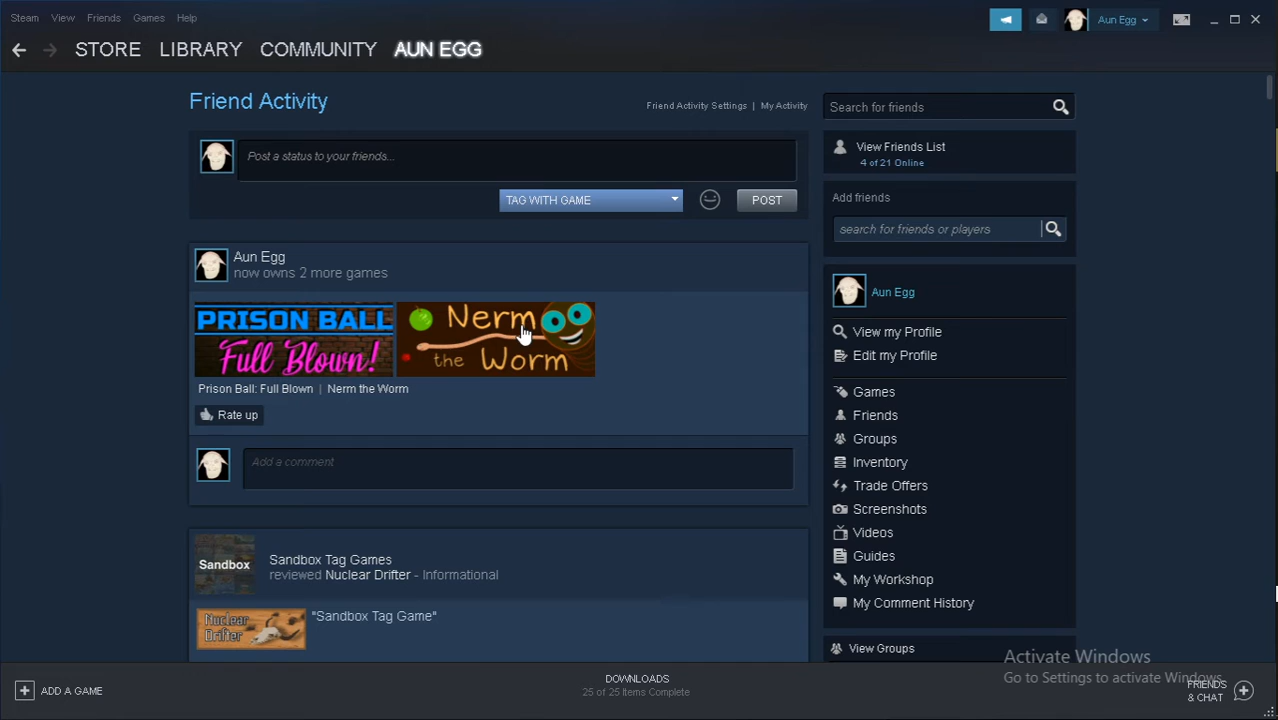 Steam View Friends Games Help
Aun Egg
STORE LIBRARY COMMUNITY AUN EGG
Friend Activity
Friend Activity Settings | My Activity
Search for friends
Post a status to your friends...
TAG WITH GAME
POST
View Friends List
4 of 21 Online
Add friends
search for friends or players
Aun Egg
now owns 2 more games
PRISON BALL
Full Blown!
Nerm
the Worm
Prison Ball: Full Blown | Nerm the Worm
Rate up
Add a comment
Aun Egg
View my Profile
Edit my Profile
Games
Friends
Groups
Inventory
Trade Offers
Screenshots
Videos
Guides
My Workshop
My Comment History
View Groups
Sandbox
Sandbox Tag Games
reviewed Nuclear Drifter - Informational
Nuclear
Drifter
"Sandbox Tag Game"
Activate Windows
Go to Settings to activate Windows.
ADD A GAME
DOWNLOADS
25 of 25 Items Complete
FRIENDS
& CHAT